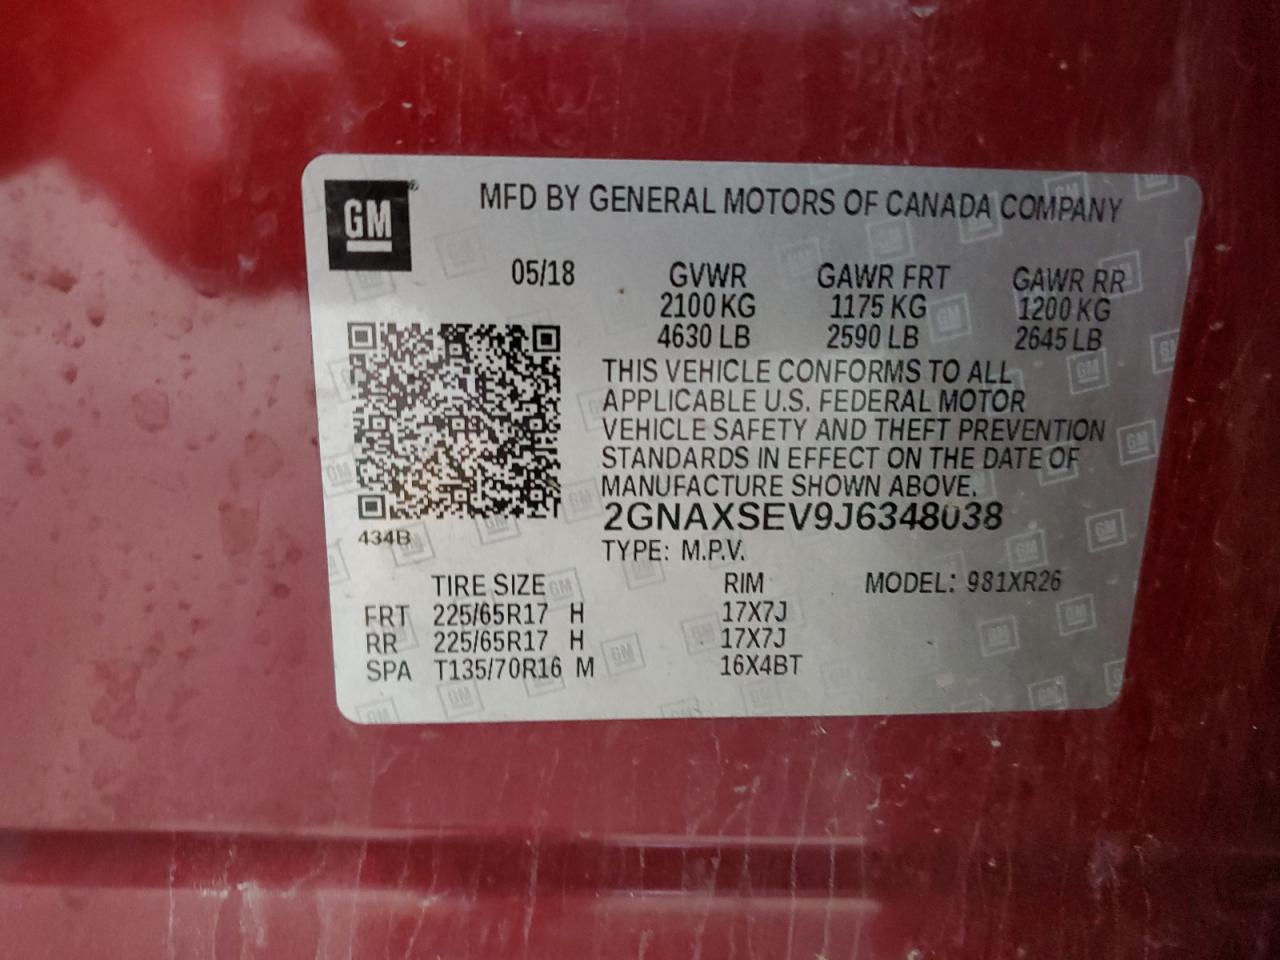 GM
MFD BY GENERAL MOTORS OF CANADA COMPANY
05/18 GVWR GAWR FRT GAWR RR
2100 KG 1175 KG 1200 KG
4630 LB 2590 LB 2645 LB
THIS VEHICLE CONFORMS TO ALL
APPLICABLE U.S. FEDERAL MOTOR
VEHICLE SAFETY AND THEFT PREVENTION
STANDARDS IN EFFECT ON THE DATE OF
MANUFACTURE SHOWN ABOVE.
2GNAXSEV9J6348038
434B
TYPE: M.P.V.
TIRE SIZE RIM MODEL: 981XR26
FRT 225/65R17 H 17X7J
RR 225/65R17 H 17X7J
SPA T135/70R16 M 16X4BT